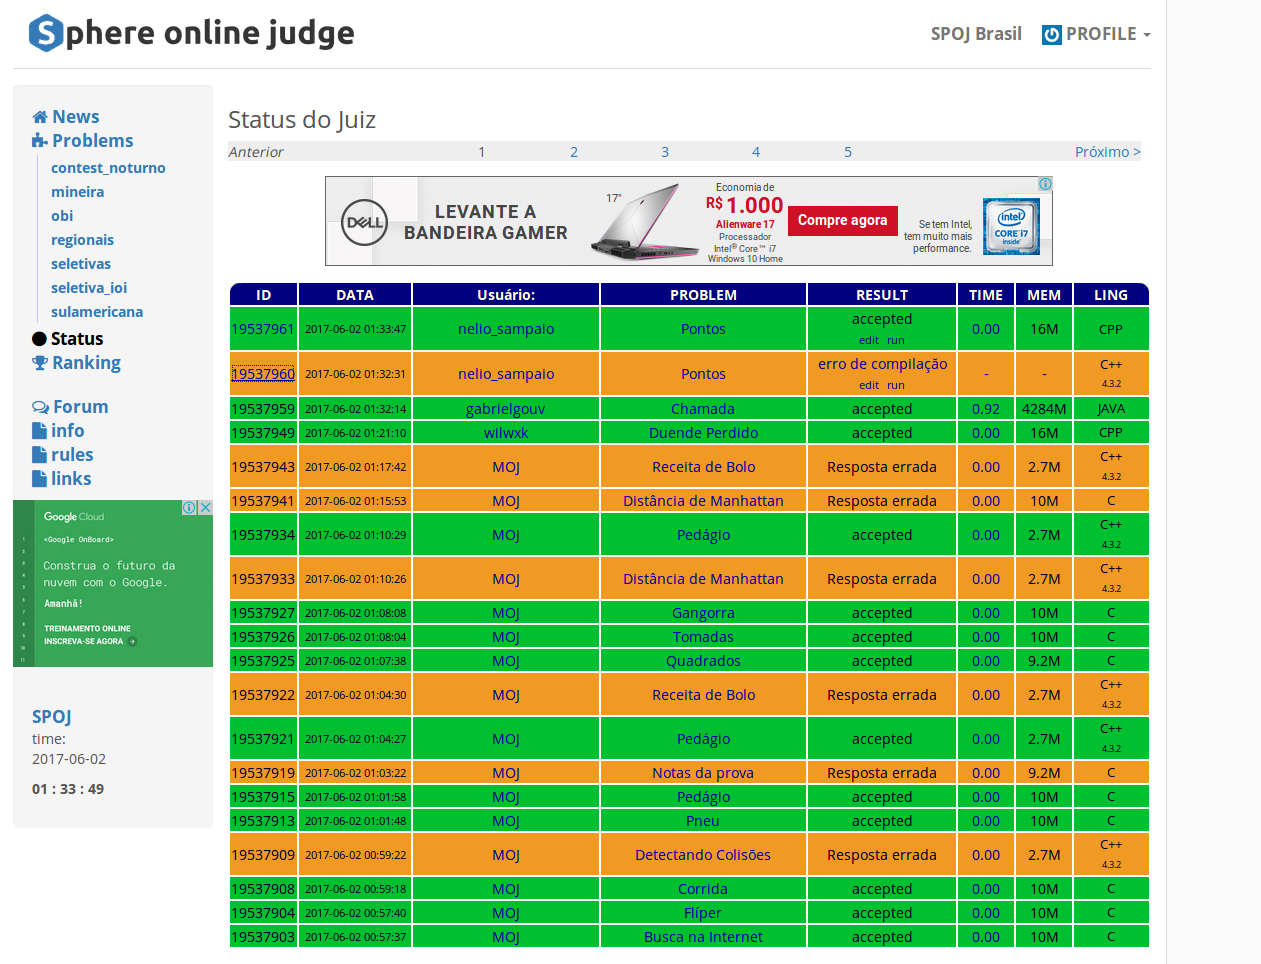 Sphere online judge
SPOJ Brasil PROFILE
News
Problems
contest_noturno
mineira
obi
regionais
seletivas
seletiva_ioi
sulamericana
Status
Ranking
Forum
info
rules
links
Google Cloud
<Google OnBoard>
Construa o futuro da
nuvem com o Google.
Amanhã!
TREINAMENTO ONLINE
INSCREVA-SE AGORA
1
2
3
4
5
6
7
8
9
10
11
SPOJ
time:
2017-06-02
01 : 33 : 49
Status do Juiz
Anterior 1 2 3 4 5 Próximo >
DELL
LEVANTE A
BANDEIRA GAMER
17"
Economia de
R$ 1.000
Alienware 17
Processador
Intel® Core™ i7
Windows 10 Home
Compre agora
Se tem Intel,
tem muito mais
performance.
intel
CORE i7
inside
ID DATA Usuário: PROBLEM RESULT TIME MEM LING
19537961 2017-06-02 01:33:47 nelio_sampaio Pontos accepted 0.00 16M CPP
edit run
19537960 2017-06-02 01:32:31 nelio_sampaio Pontos erro de compilação - - C++
edit run 4.3.2
19537959 2017-06-02 01:32:14 gabrielgouv Chamada accepted 0.92 4284M JAVA
19537949 2017-06-02 01:21:10 wilwxk Duende Perdido accepted 0.00 16M CPP
19537943 2017-06-02 01:17:42 MOJ Receita de Bolo Resposta errada 0.00 2.7M C++
4.3.2
19537941 2017-06-02 01:15:53 MOJ Distância de Manhattan Resposta errada 0.00 10M C
19537934 2017-06-02 01:10:29 MOJ Pedágio accepted 0.00 2.7M C++
4.3.2
19537933 2017-06-02 01:10:26 MOJ Distância de Manhattan Resposta errada 0.00 2.7M C++
4.3.2
19537927 2017-06-02 01:08:08 MOJ Gangorra accepted 0.00 10M C
19537926 2017-06-02 01:08:04 MOJ Tomadas accepted 0.00 10M C
19537925 2017-06-02 01:07:38 MOJ Quadrados accepted 0.00 9.2M C
19537922 2017-06-02 01:04:30 MOJ Receita de Bolo Resposta errada 0.00 2.7M C++
4.3.2
19537921 2017-06-02 01:04:27 MOJ Pedágio accepted 0.00 2.7M C++
4.3.2
19537919 2017-06-02 01:03:22 MOJ Notas da prova Resposta errada 0.00 9.2M C
19537915 2017-06-02 01:01:58 MOJ Pedágio accepted 0.00 10M C
19537913 2017-06-02 01:01:48 MOJ Pneu accepted 0.00 10M C
19537909 2017-06-02 00:59:22 MOJ Detectando Colisões Resposta errada 0.00 2.7M C++
4.3.2
19537908 2017-06-02 00:59:18 MOJ Corrida accepted 0.00 10M C
19537904 2017-06-02 00:57:40 MOJ Flíper accepted 0.00 10M C
19537903 2017-06-02 00:57:37 MOJ Busca na Internet accepted 0.00 10M C